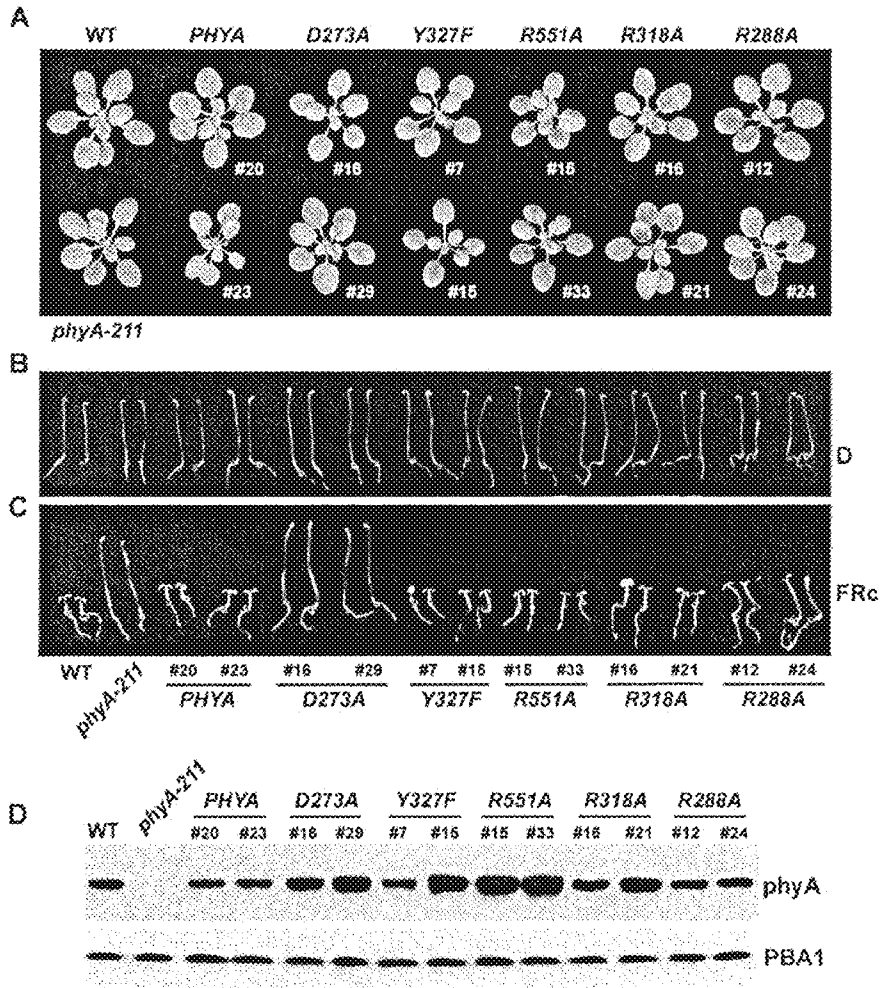 A
WT PHYA D273A Y327F R551A R318A R288A
#20 #16 #7 #15 #16 #12
#23 #29 #15 #33 #21 #24
phyA-211
B
D
C
FRc
WT phyA-211 #20 #23 #16 #29 #7 #15 #15 #33 #16 #21 #12 #24
PHYA D273A Y327F R551A R318A R288A
D
WT phyA-211 PHYA D273A Y327F R551A R318A R288A
#20 #23 #16 #29 #7 #15 #15 #33 #16 #21 #12 #24
phyA
PBA1